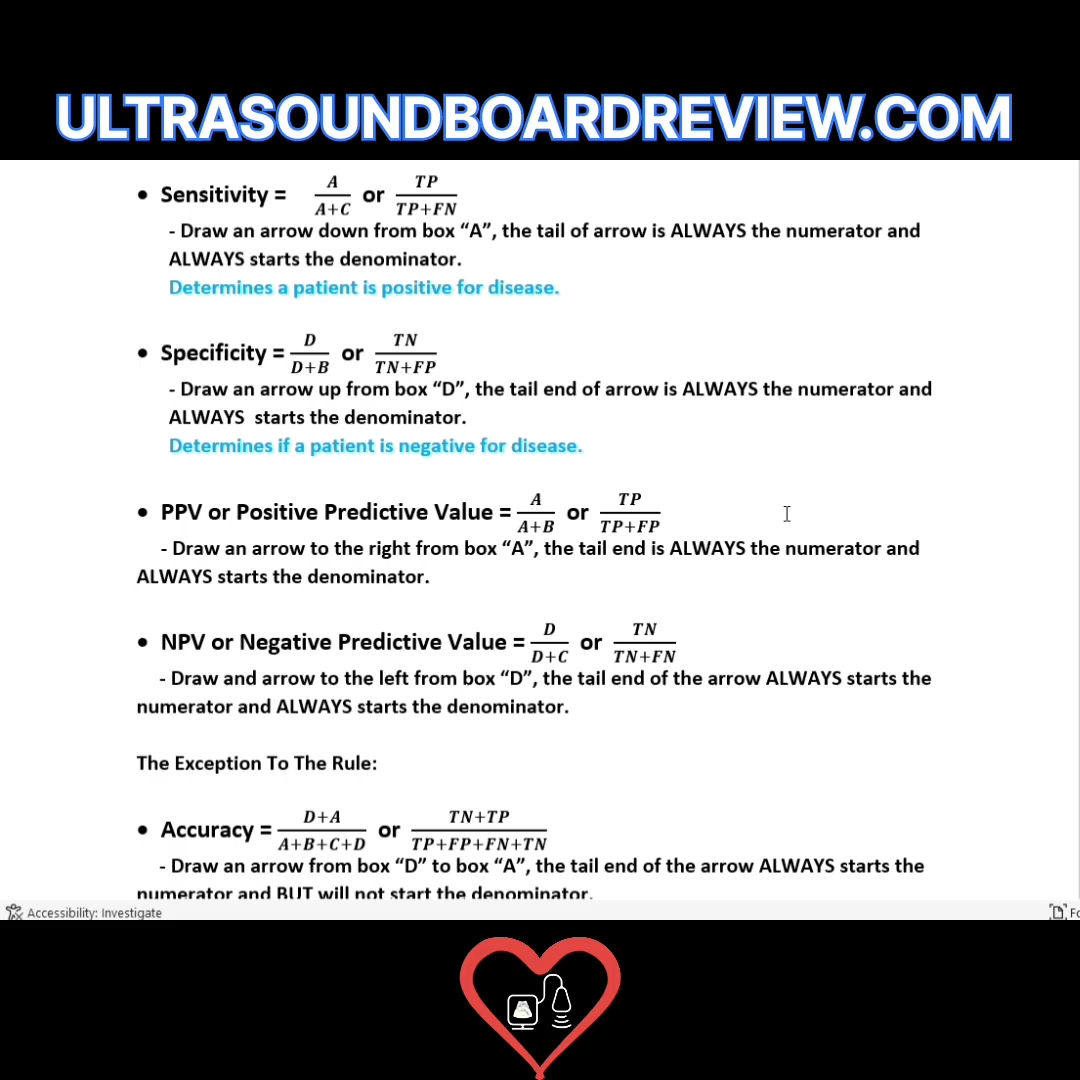 ULTRASOUNDBOARDREVIEW.COM
• Sensitivity = A/A+C or TP/TP+FN
- Draw an arrow down from box “A”, the tail of arrow is ALWAYS the numerator and
ALWAYS starts the denominator.
Determines a patient is positive for disease.
• Specificity = D/D+B or TN/TN+FP
- Draw an arrow up from box “D”, the tail end of arrow is ALWAYS the numerator and
ALWAYS starts the denominator.
Determines if a patient is negative for disease.
• PPV or Positive Predictive Value = A/A+B or TP/TP+FP
- Draw an arrow to the right from box “A”, the tail end is ALWAYS the numerator and
ALWAYS starts the denominator.
• NPV or Negative Predictive Value = D/D+C or TN/TN+FN
- Draw and arrow to the left from box “D”, the tail end of the arrow ALWAYS starts the
numerator and ALWAYS starts the denominator.
The Exception To The Rule:
• Accuracy = D+A/A+B+C+D or TN+TP/TP+FP+FN+TN
- Draw an arrow from box “D” to box “A”, the tail end of the arrow ALWAYS starts the
numerator and BUT will not start the denominator.
Accessibility: Investigate
Fo